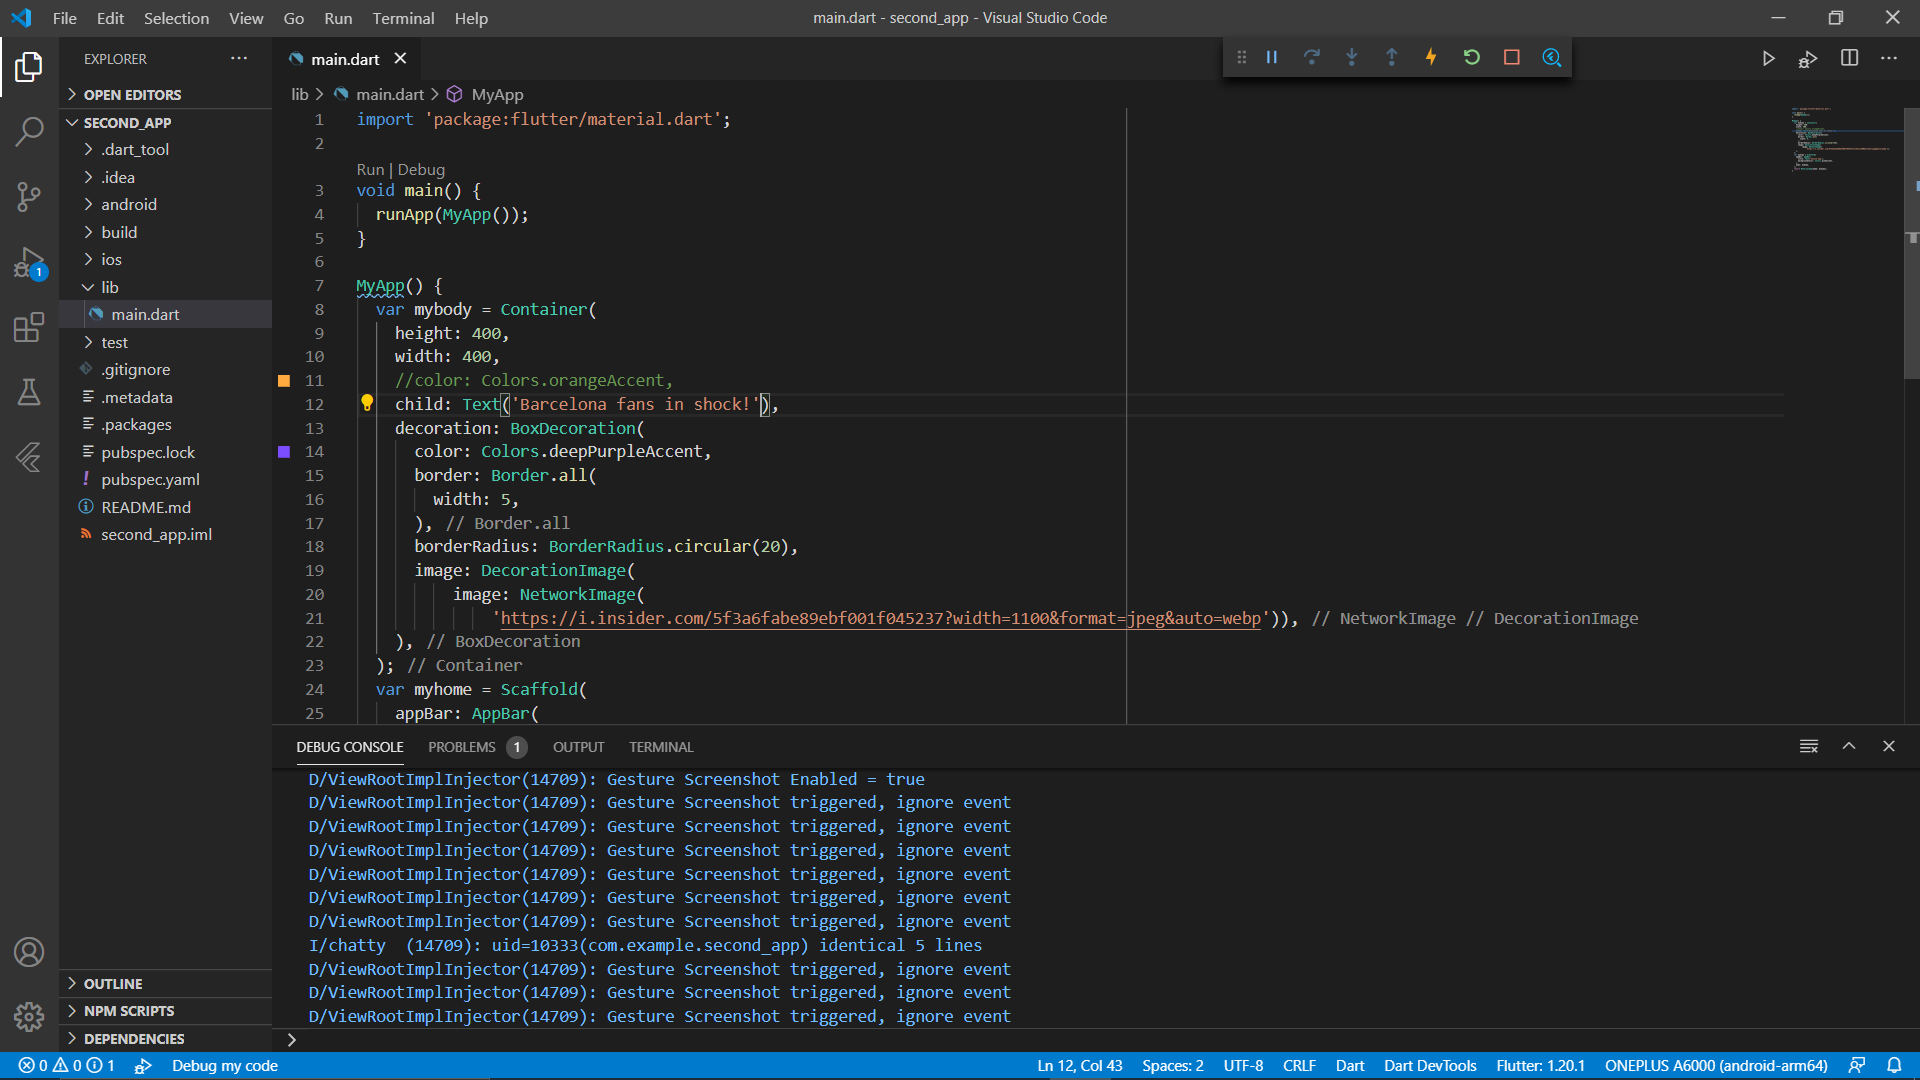 File Edit Selection View Go Run Terminal Help
main.dart - second_app - Visual Studio Code
EXPLORER
OPEN EDITORS
SECOND_APP
.dart_tool
.idea
android
build
ios
lib
main.dart
test
.gitignore
.metadata
.packages
pubspec.lock
pubspec.yaml
README.md
second_app.iml
OUTLINE
NPM SCRIPTS
DEPENDENCIES
1
main.dart
lib > main.dart > MyApp
1 import 'package:flutter/material.dart';
2
Run | Debug
3 void main() {
4 runApp(MyApp());
5 }
6
7 MyApp() {
8 var mybody = Container(
9 height: 400,
10 width: 400,
11 //color: Colors.orangeAccent,
12 child: Text('Barcelona fans in shock!'),
13 decoration: BoxDecoration(
14 color: Colors.deepPurpleAccent,
15 border: Border.all(
16 width: 5,
17 ), // Border.all
18 borderRadius: BorderRadius.circular(20),
19 image: DecorationImage(
20 image: NetworkImage(
21 'https://i.insider.com/5f3a6fabe89ebf001f045237?width=1100&format=jpeg&auto=webp')), // NetworkImage // DecorationImage
22 ), // BoxDecoration
23 ); // Container
24 var myhome = Scaffold(
25 appBar: AppBar(
DEBUG CONSOLE PROBLEMS 1 OUTPUT TERMINAL
D/ViewRootImplInjector(14709): Gesture Screenshot Enabled = true
D/ViewRootImplInjector(14709): Gesture Screenshot triggered, ignore event
D/ViewRootImplInjector(14709): Gesture Screenshot triggered, ignore event
D/ViewRootImplInjector(14709): Gesture Screenshot triggered, ignore event
D/ViewRootImplInjector(14709): Gesture Screenshot triggered, ignore event
D/ViewRootImplInjector(14709): Gesture Screenshot triggered, ignore event
D/ViewRootImplInjector(14709): Gesture Screenshot triggered, ignore event
I/chatty (14709): uid=10333(com.example.second_app) identical 5 lines
D/ViewRootImplInjector(14709): Gesture Screenshot triggered, ignore event
D/ViewRootImplInjector(14709): Gesture Screenshot triggered, ignore event
D/ViewRootImplInjector(14709): Gesture Screenshot triggered, ignore event
>
0 0 1 Debug my code Ln 12, Col 43 Spaces: 2 UTF-8 CRLF Dart Dart DevTools Flutter: 1.20.1 ONEPLUS A6000 (android-arm64)